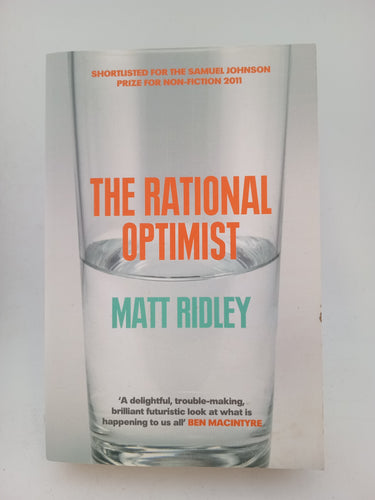 SHORTLISTED FOR THE SAMUEL JOHNSON
PRIZE FOR NON-FICTION 2011
THE RATIONAL
OPTIMIST
MATT RIDLEY
'A delightful, trouble-making,
brilliant futuristic look at what is
happening to us all' BEN MACINTYRE